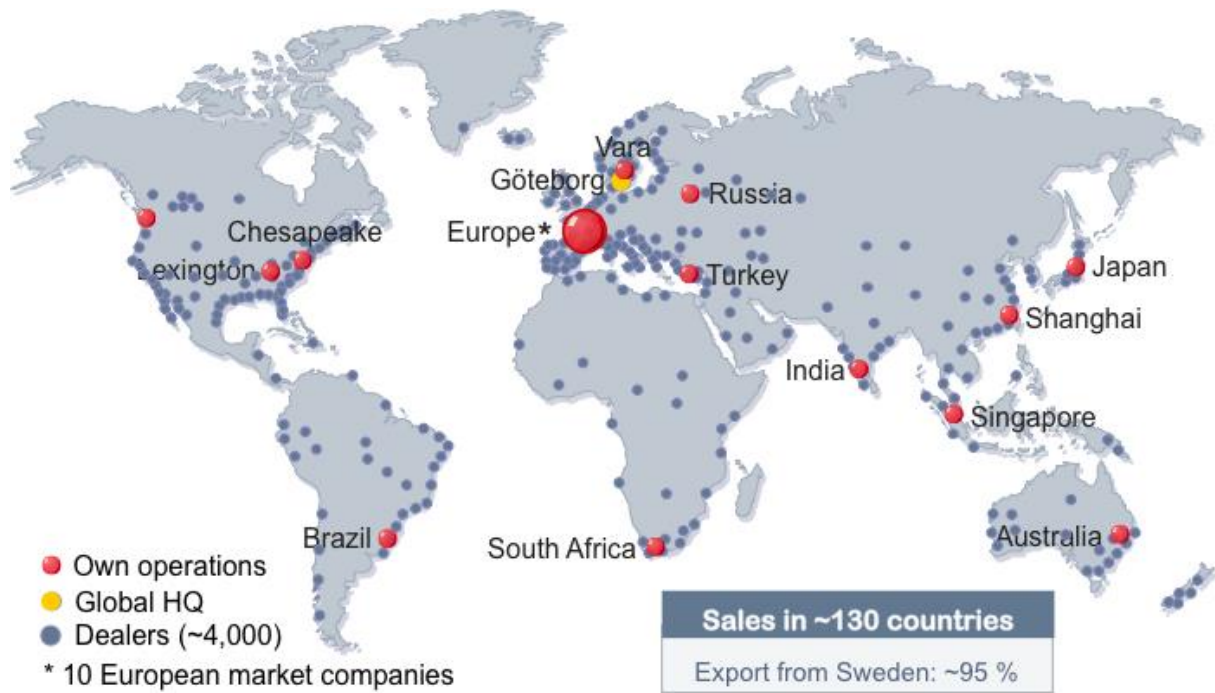 Vara
Göteborg
Russia
Europe*
Chesapeake
Lexington
Turkey
Japan
Shanghai
India
Singapore
Brazil
South Africa
Australia
Own operations
Global HQ
Dealers (~4,000)
* 10 European market companies
Sales in ~130 countries
Export from Sweden: ~95 %